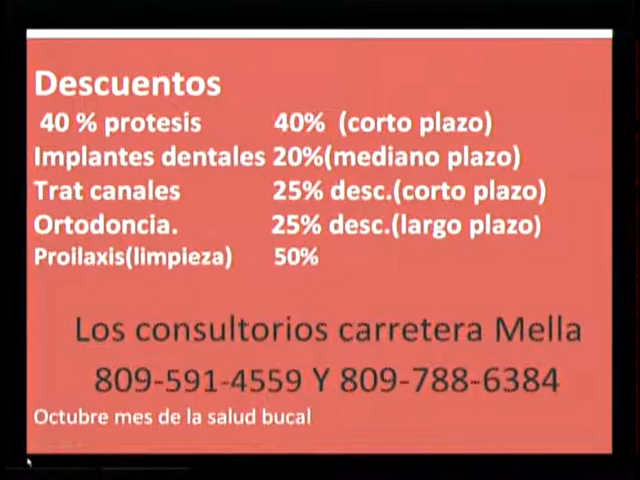 Descuentos
40 % protesis 40% (corto plazo)
Implantes dentales 20%(mediano plazo)
Trat canales 25% desc.(corto plazo)
Ortodoncia. 25% desc.(largo plazo)
Proilaxis(limpieza) 50%
Los consultorios carretera Mella
809-591-4559 Y 809-788-6384
Octubre mes de la salud bucal